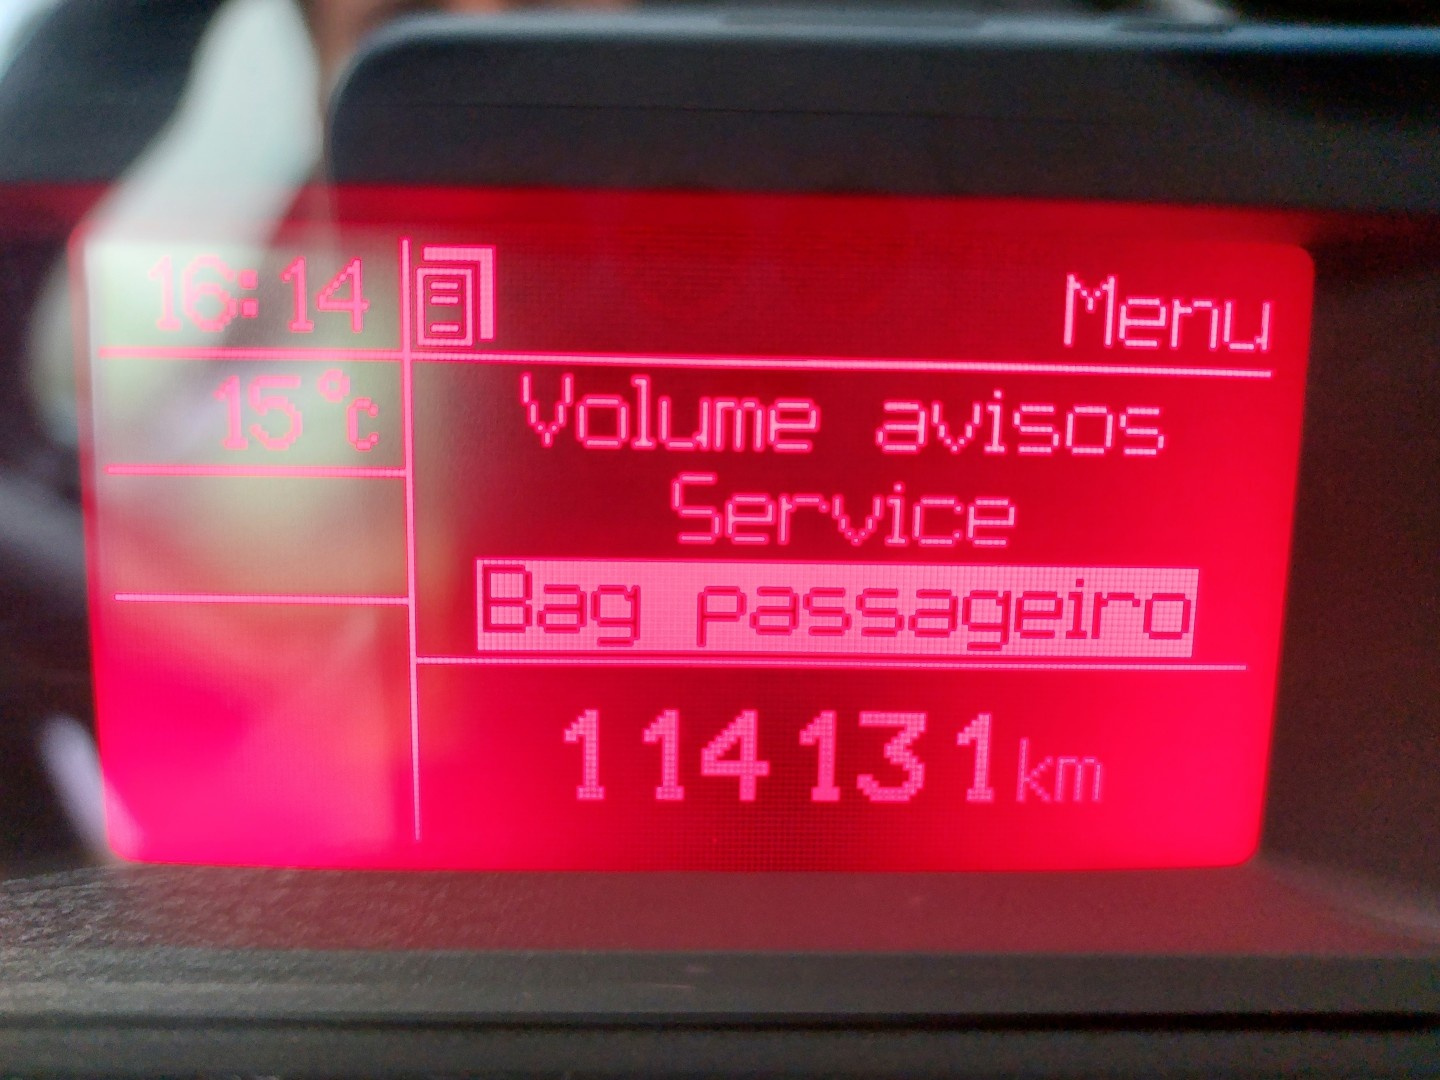 16:14
Menu
15°C
Volume avisos
Service
Bag passageiro
114131km